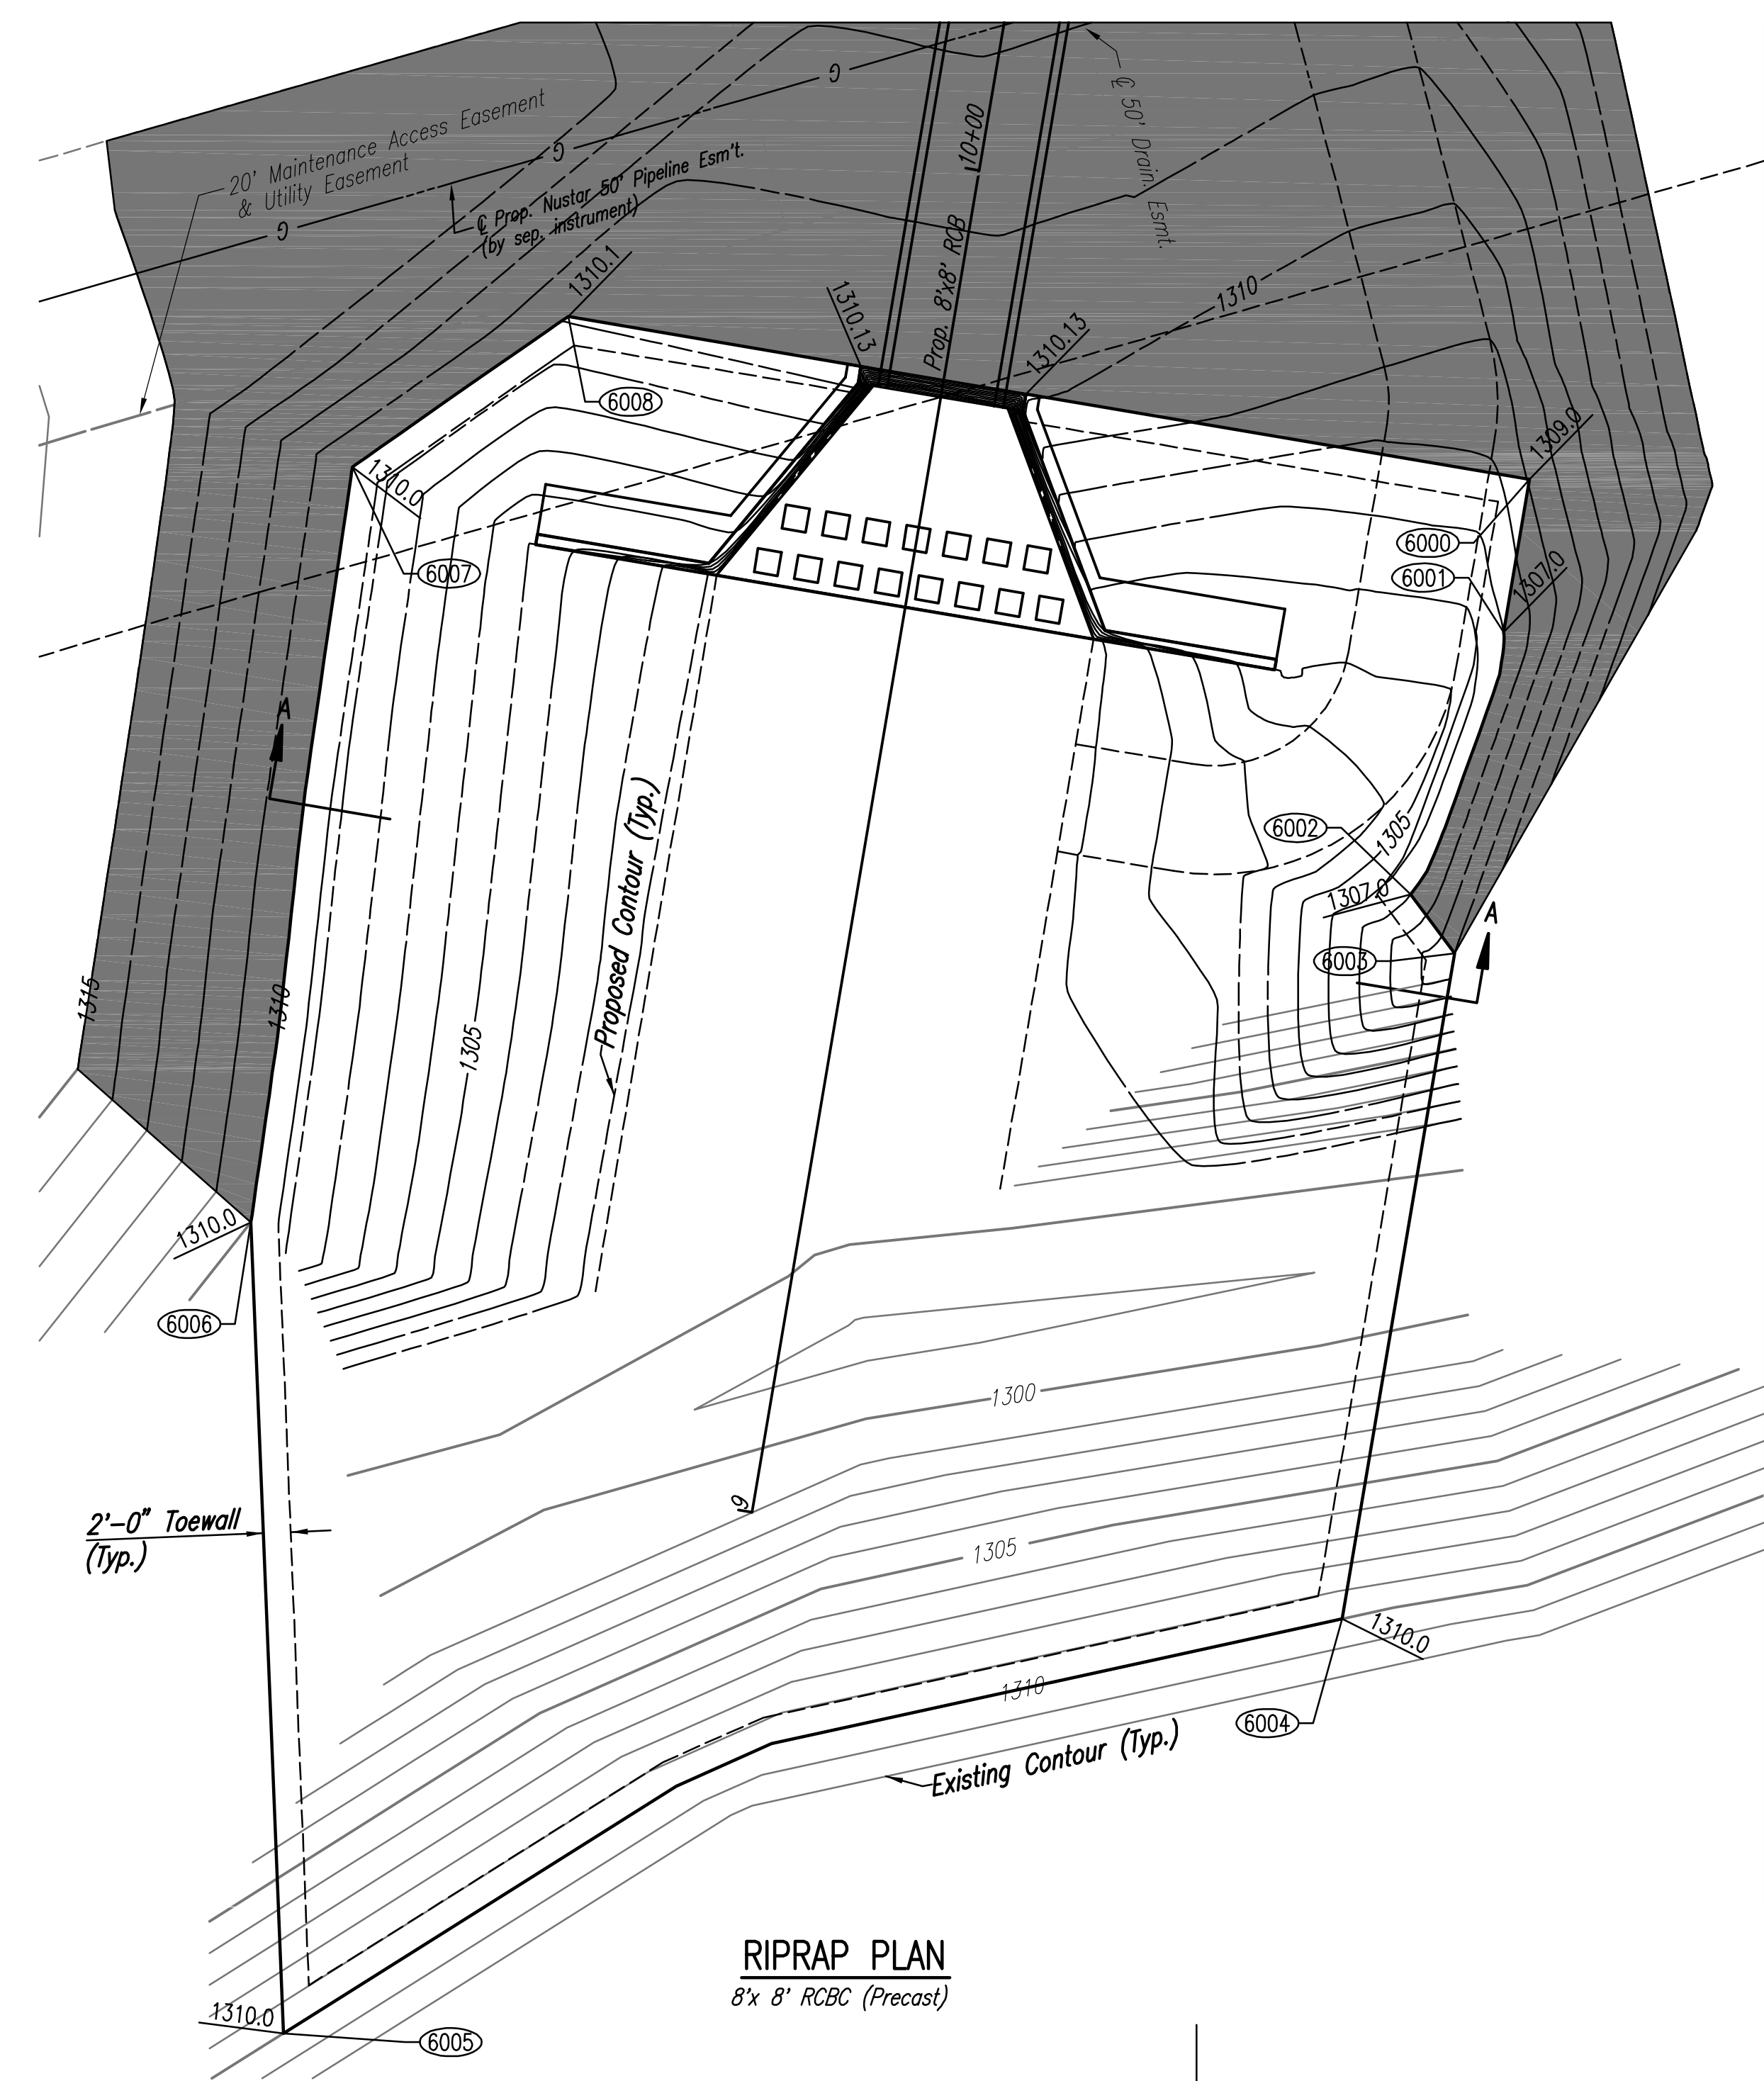 G
20' Maintenance Access Easement
& Utility Easement
G
G
℄ Prop. Nustar 50' Pipeline Esm't.
(by sep. instrument)
10+00
Prop. 8'x8' RCB
℄ 50' Drain. Esmt.
1310.1
1310.13
1310.13
1310
6008
1310.0
6007
1309.0
6000
6001
1307.0
A
Proposed Contour (Typ.)
6002
1305
1307.0
A
6003
1315
1310
1305
1310.0
6006
1300
9
2'-0" Toewall
(Typ.)
1305
1310.0
1310
6004
Existing Contour (Typ.)
RIPRAP PLAN
8'x 8' RCBC (Precast)
1310.0
6005